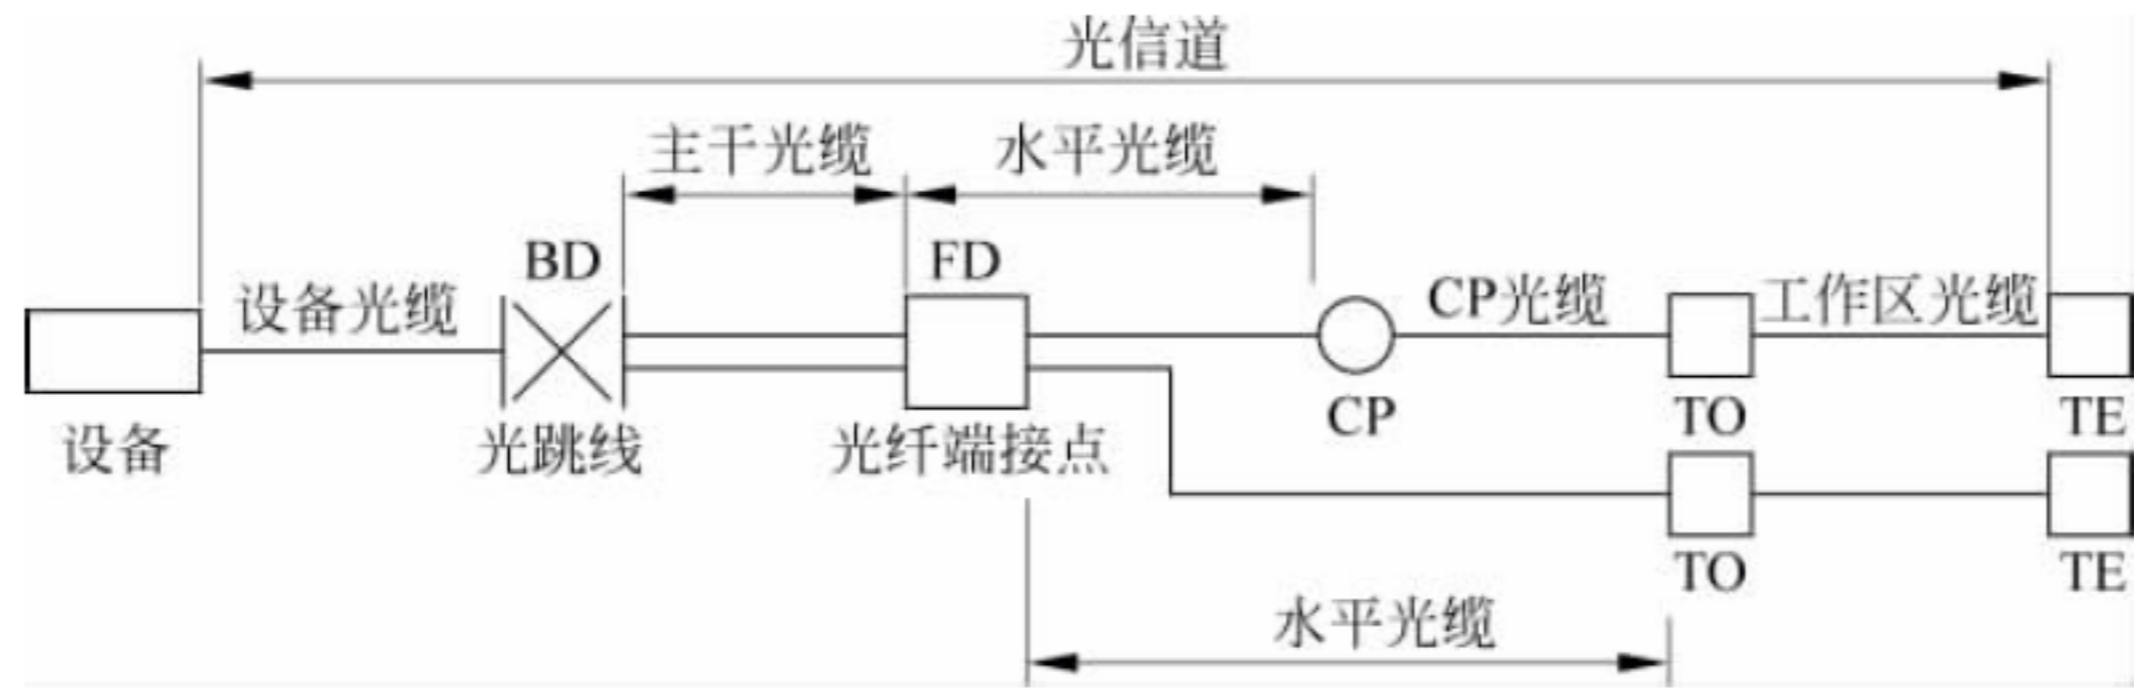 光信道
主干光缆
水平光缆
BD
FD
设备光缆
CP光缆
工作区光缆
设备
光跳线
光纤端接点
CP
TO
TE
TO
TE
水平光缆